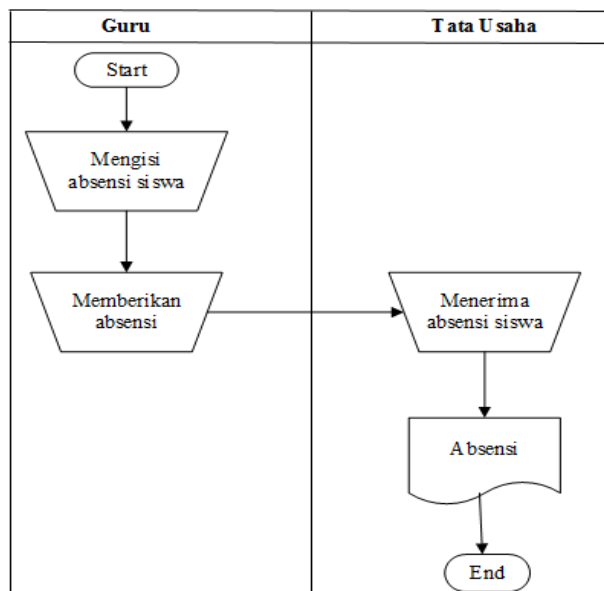 Guru
Tata Usaha
Start
Mengisi
absensi siswa
Memberikan
absensi
Menerima
absensi siswa
Absensi
End